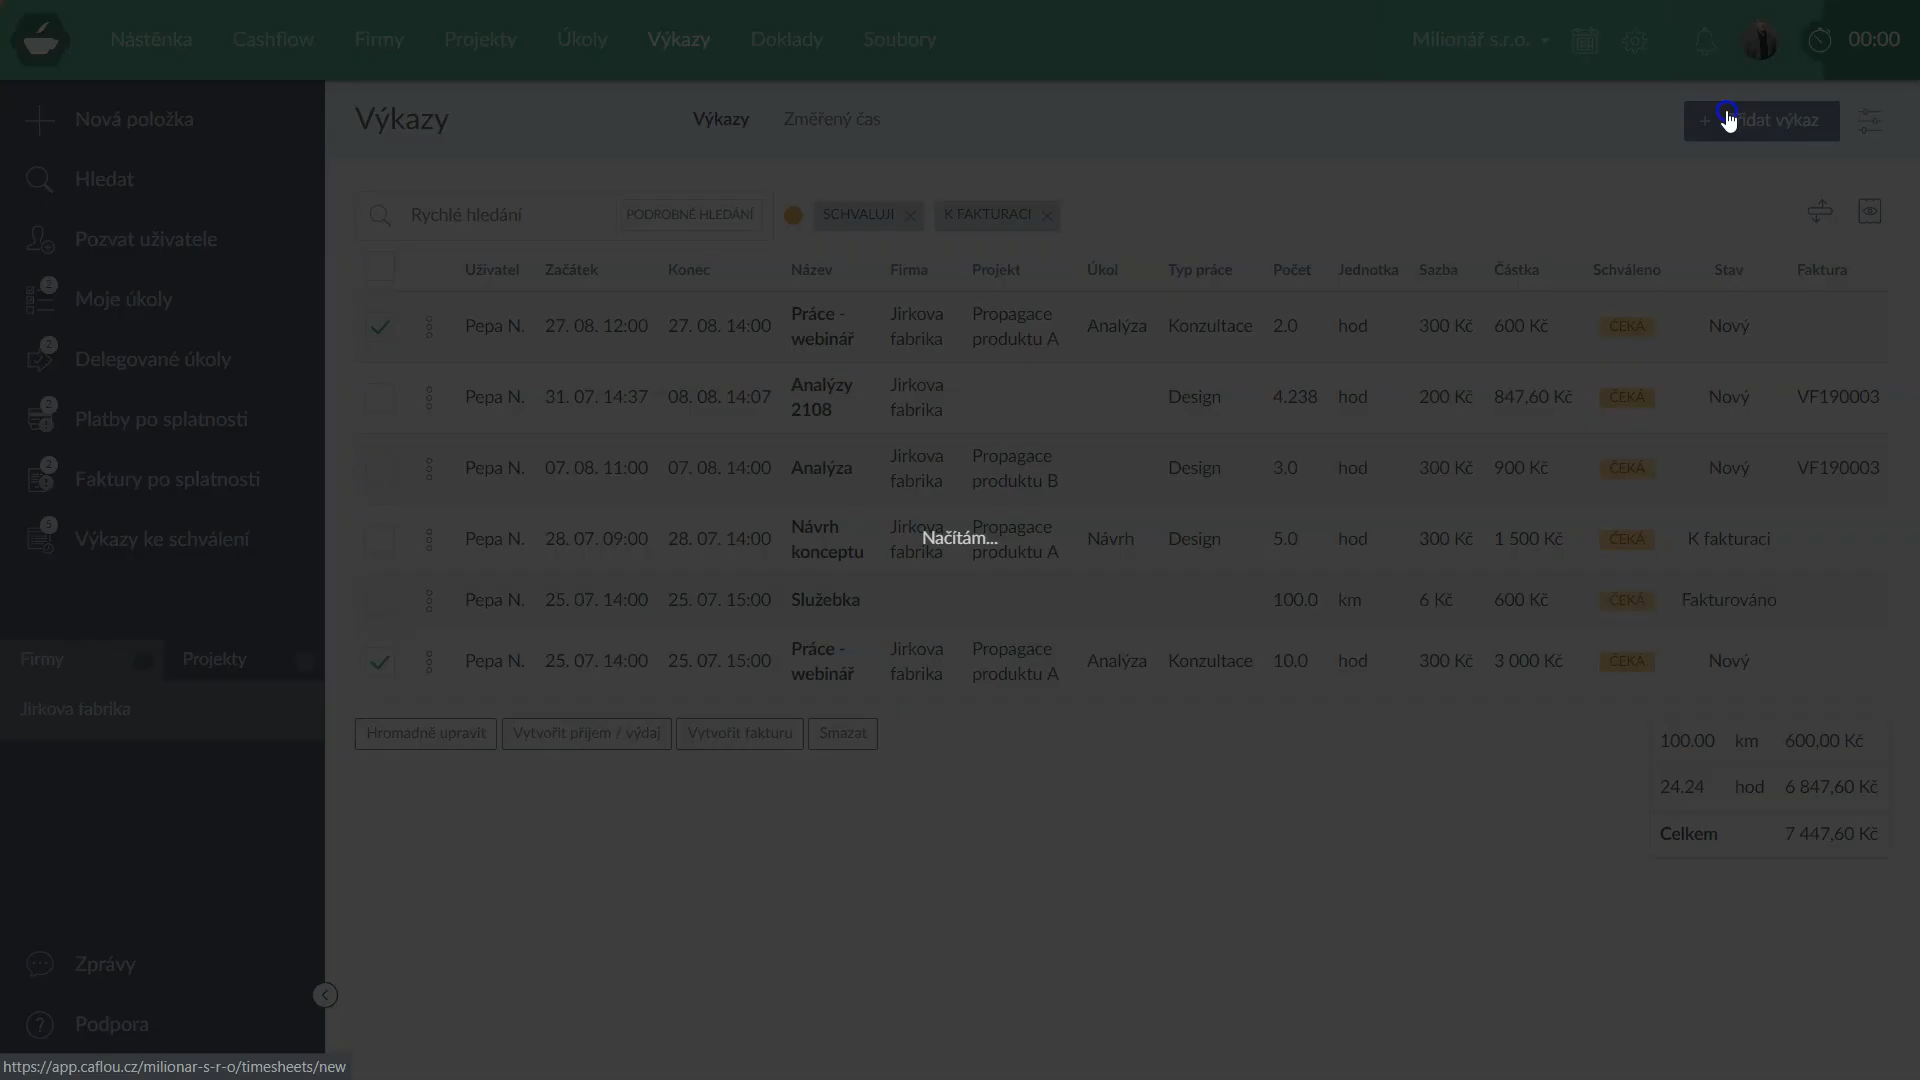 Nástěnka Cashflow Firmy Projekty Úkoly Výkazy Doklady Soubory Milionář s.r.o. 00:00
Nová položka
Hledat
Pozvat uživatele
2
Moje úkoly
2
Delegované úkoly
2
Platby po splatnosti
2
Faktury po splatnosti
5
Výkazy ke schválení
Firmy Projekty
Jirkova fabrika
Zprávy
Podpora
https://app.caflou.cz/milionar-s-r-o/timesheets/new
Výkazy Výkazy Změřený čas + idat výkaz
Rychlé hledání PODROBNÉ HLEDÁNÍ SCHVALUJI K FAKTURACI
Uživatel Začátek Konec Název Firma Projekt Úkol Typ práce Počet Jednotka Sazba Částka Schváleno Stav Faktura
Pepa N. 27. 08. 12:00 27. 08. 14:00 Práce - webinář Jirkova fabrika Propagace produktu A Analýza Konzultace 2.0 hod 300 Kč 600 Kč ČEKÁ Nový
Pepa N. 31. 07. 14:37 08. 08. 14:07 Analýzy 2108 Jirkova fabrika Design 4.238 hod 200 Kč 847,60 Kč ČEKÁ Nový VF190003
Pepa N. 07. 08. 11:00 07. 08. 14:00 Analýza Jirkova fabrika Propagace produktu B Design 3.0 hod 300 Kč 900 Kč ČEKÁ Nový VF190003
Pepa N. 28. 07. 09:00 28. 07. 14:00 Návrh konceptu Jirkova fabrika Propagace produktu A Návrh Design 5.0 hod 300 Kč 1 500 Kč ČEKÁ K fakturaci
Načítám...
Pepa N. 25. 07. 14:00 25. 07. 15:00 Služebka 100.0 km 6 Kč 600 Kč ČEKÁ Fakturováno
Pepa N. 25. 07. 14:00 25. 07. 15:00 Práce - webinář Jirkova fabrika Propagace produktu A Analýza Konzultace 10.0 hod 300 Kč 3 000 Kč ČEKÁ Nový
Hromadně upravit Vytvořit příjem / výdaj Vytvořit fakturu Smazat
100.00 km 600,00 Kč
24.24 hod 6 847,60 Kč
Celkem 7 447,60 Kč